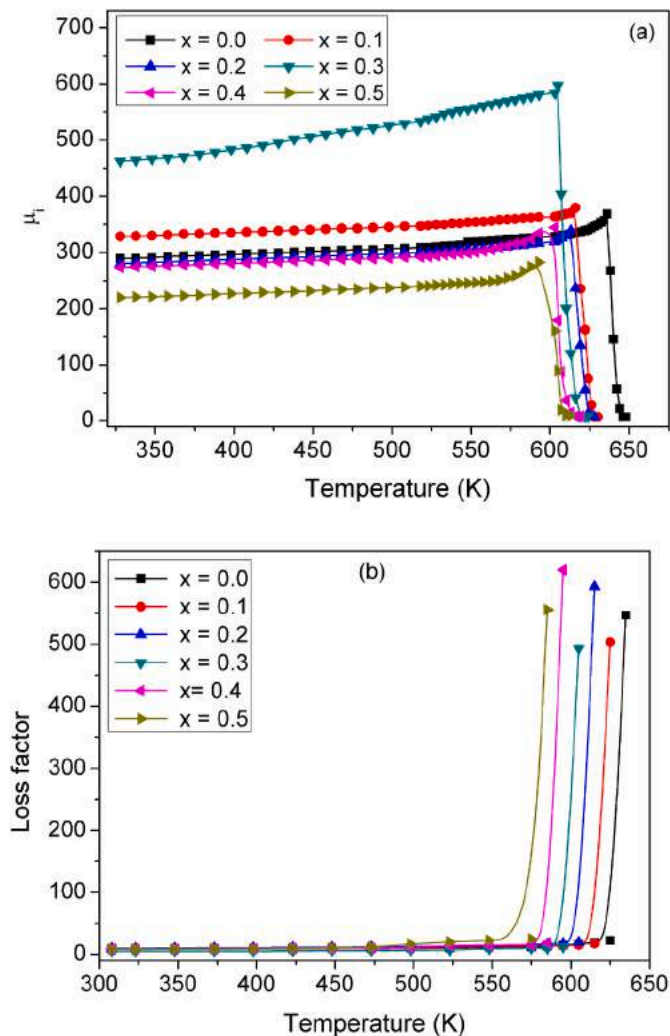 700
600
500
400
300
200
100
0
μi
x = 0.0 x = 0.1
x = 0.2 x = 0.3
x = 0.4 x = 0.5
(a)
350 400 450 500 550 600 650
Temperature (K)
600
500
400
300
200
100
0
Loss factor
x = 0.0
x = 0.1
x = 0.2
x = 0.3
x= 0.4
x = 0.5
(b)
300 350 400 450 500 550 600 650
Temperature (K)